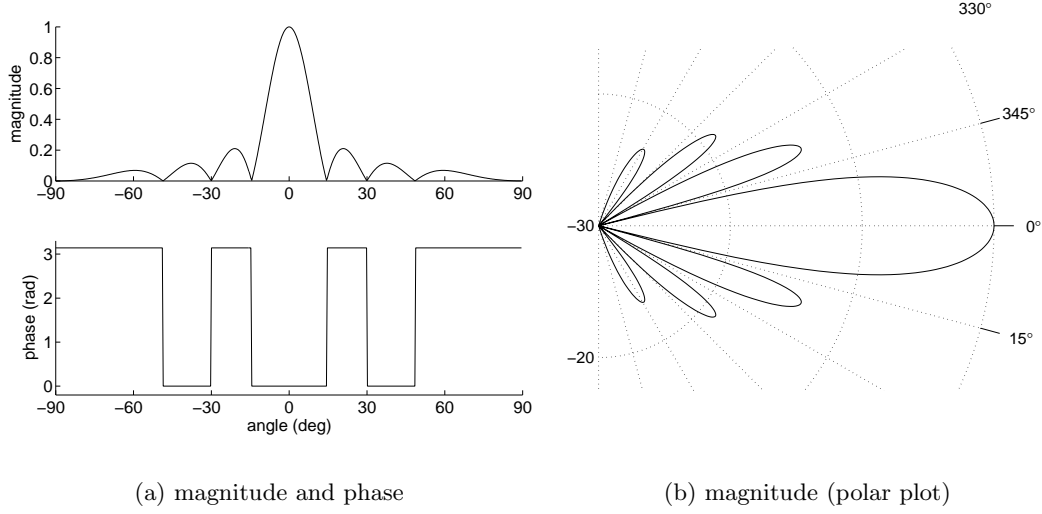 1
0.8
0.6
0.4
0.2
0
magnitude
−90 −60 −30 0 30 60 90
3
2
1
0
phase (rad)
−90 −60 −30 0 30 60 90
angle (deg)
330°
345°
0°
15°
−30
−20
(a) magnitude and phase
(b) magnitude (polar plot)